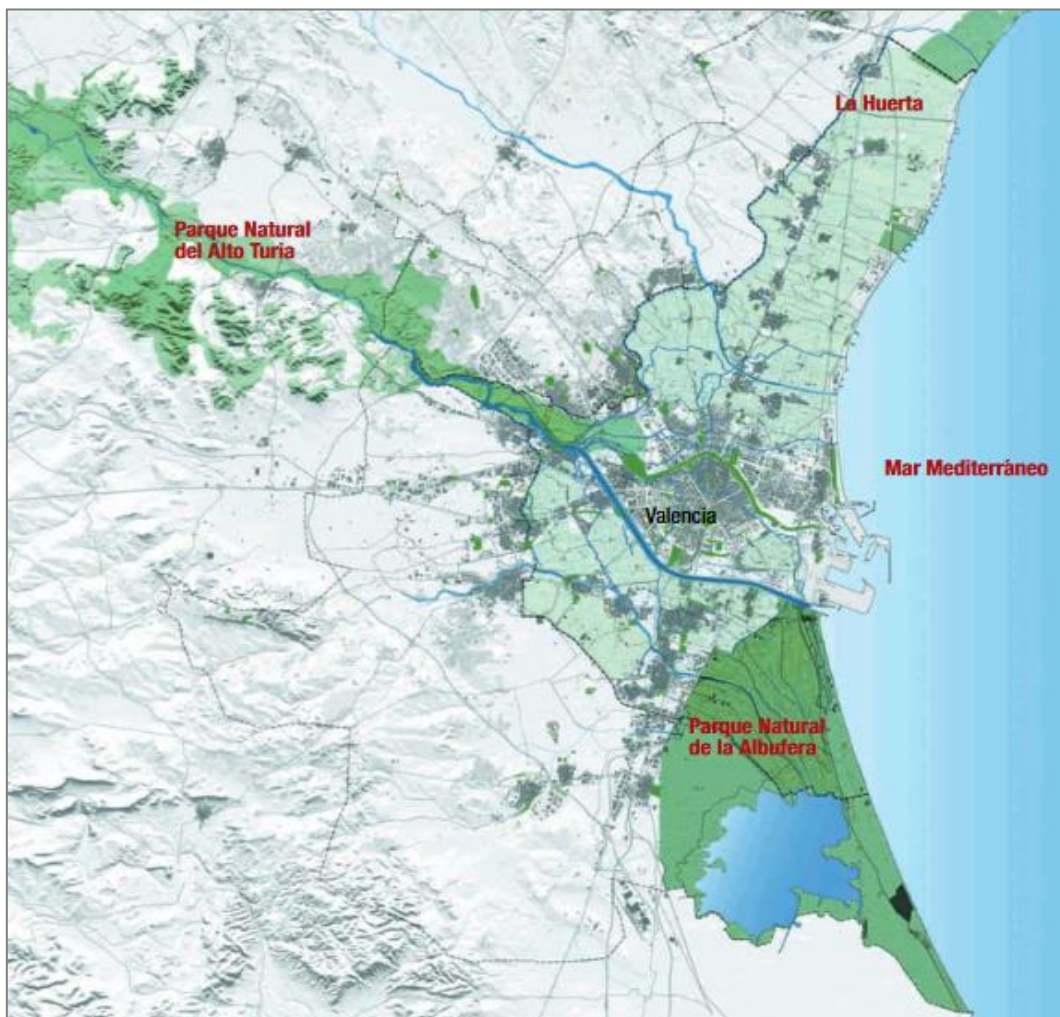 La Huerta
Parque Natural
del Alto Turia
Mar Mediterráneo
Valencia
Parque Natural
de la Albufera